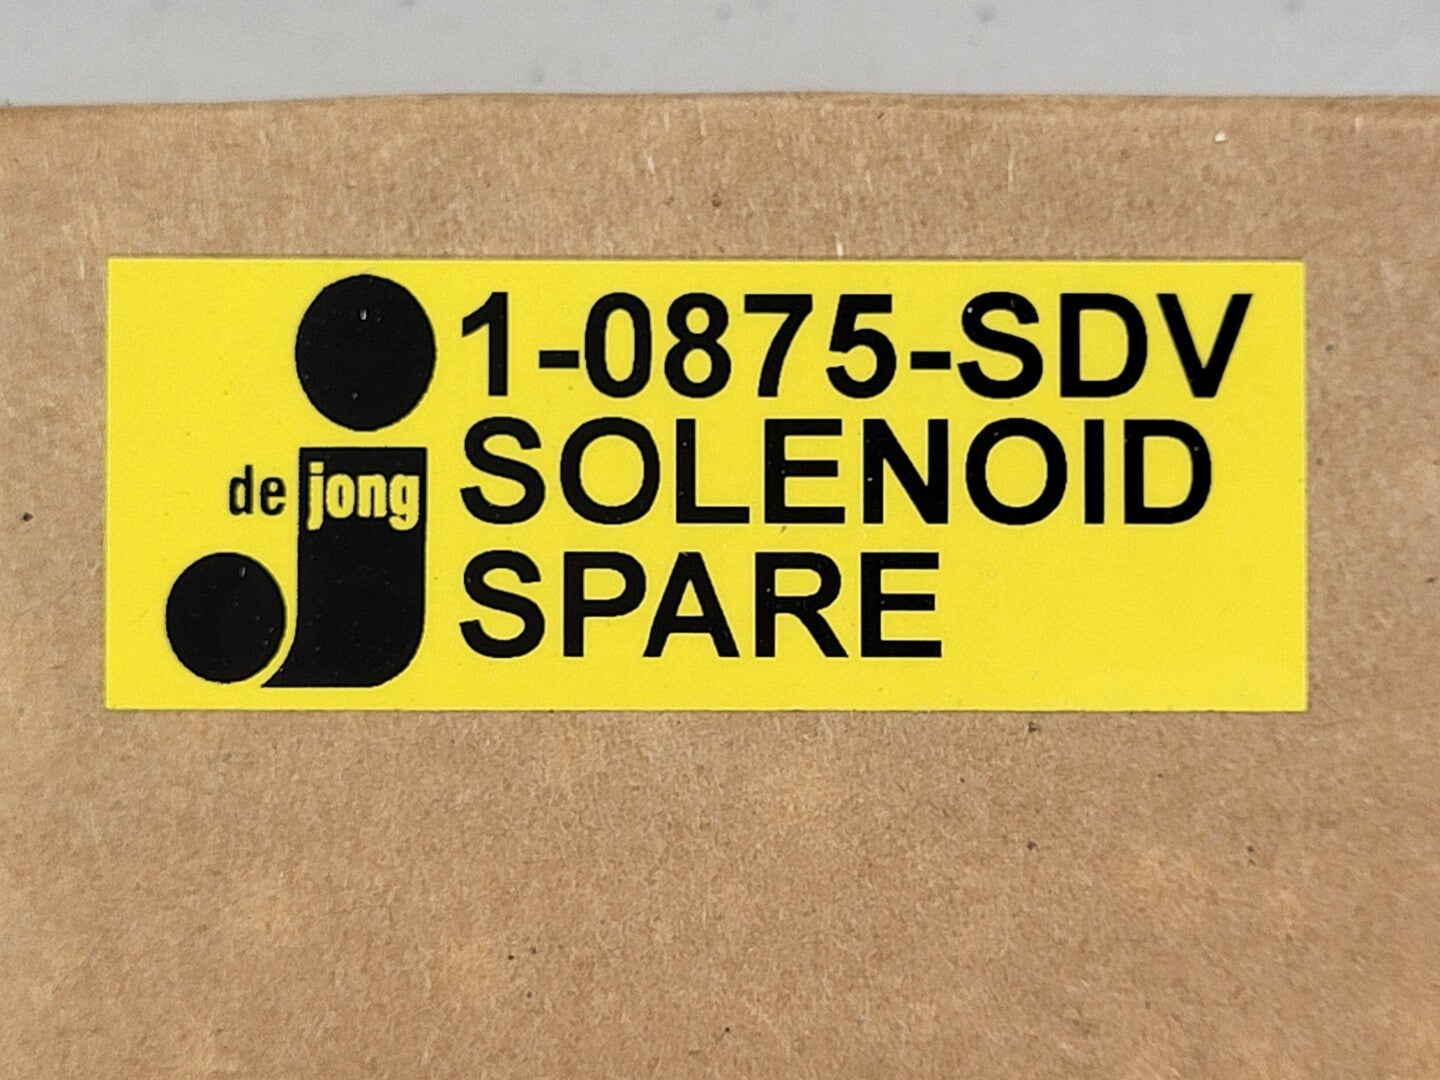 1-0875-SDV
SOLENOID
SPARE
de jong